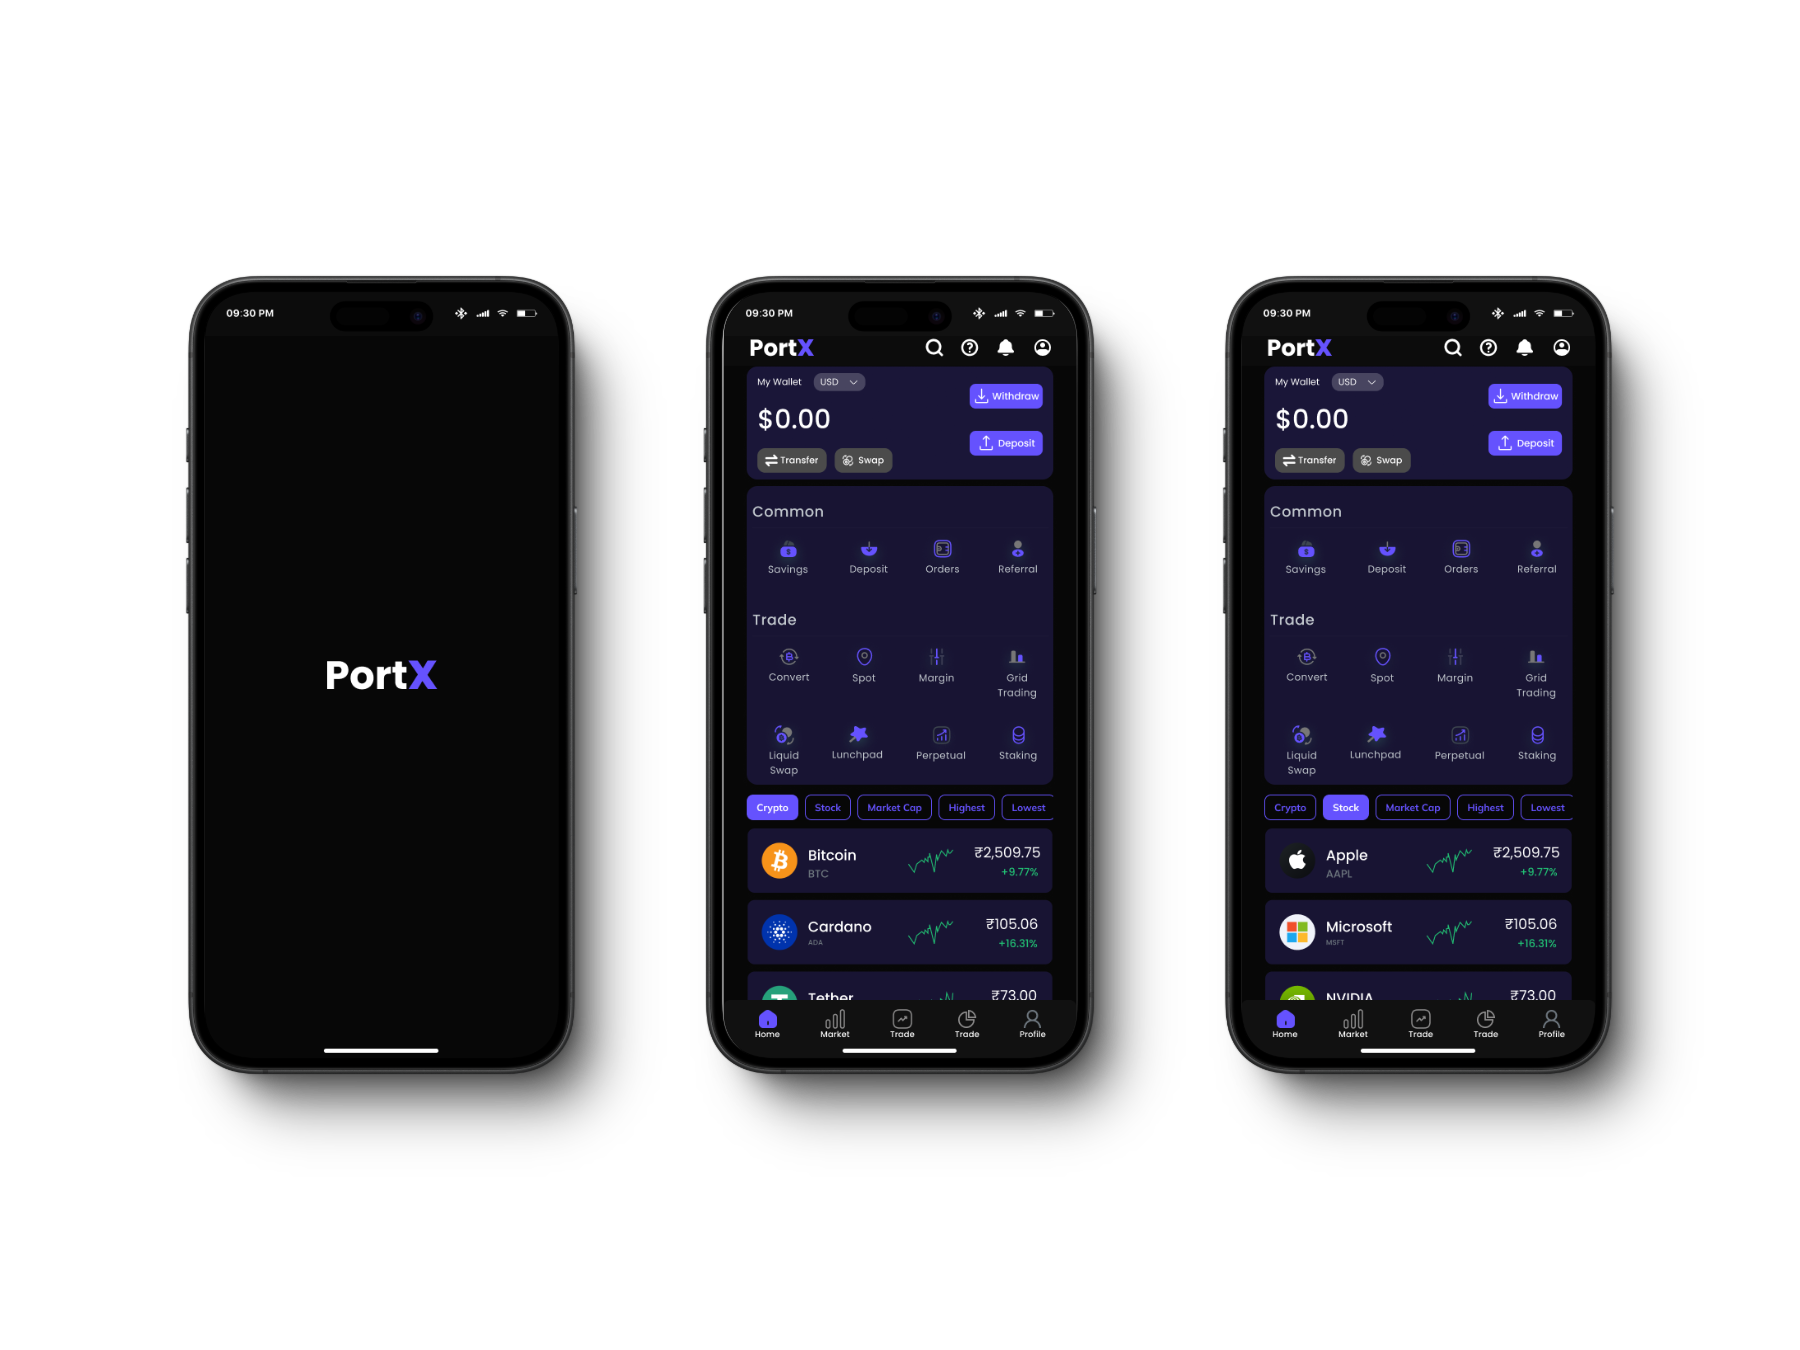 09:30 PM
PortX
09:30 PM
PortX
My Wallet USD
Withdraw
$0.00
Deposit
Transfer Swap
Common
Savings Deposit Orders Referral
Trade
Convert Spot Margin Grid
Trading
Liquid Lunchpad Perpetual Staking
Swap
Crypto Stock Market Cap Highest Lowest
Bitcoin ₹2,509.75
BTC +9.77%
Cardano ₹105.06
ADA +16.31%
Tether ₹73.00
Home Market Trade Trade Profile
09:30 PM
PortX
My Wallet USD
Withdraw
$0.00
Deposit
Transfer Swap
Common
Savings Deposit Orders Referral
Trade
Convert Spot Margin Grid
Trading
Liquid Lunchpad Perpetual Staking
Swap
Crypto Stock Market Cap Highest Lowest
Apple ₹2,509.75
AAPL +9.77%
Microsoft ₹105.06
MSFT +16.31%
NVIDIA ₹73.00
Home Market Trade Trade Profile